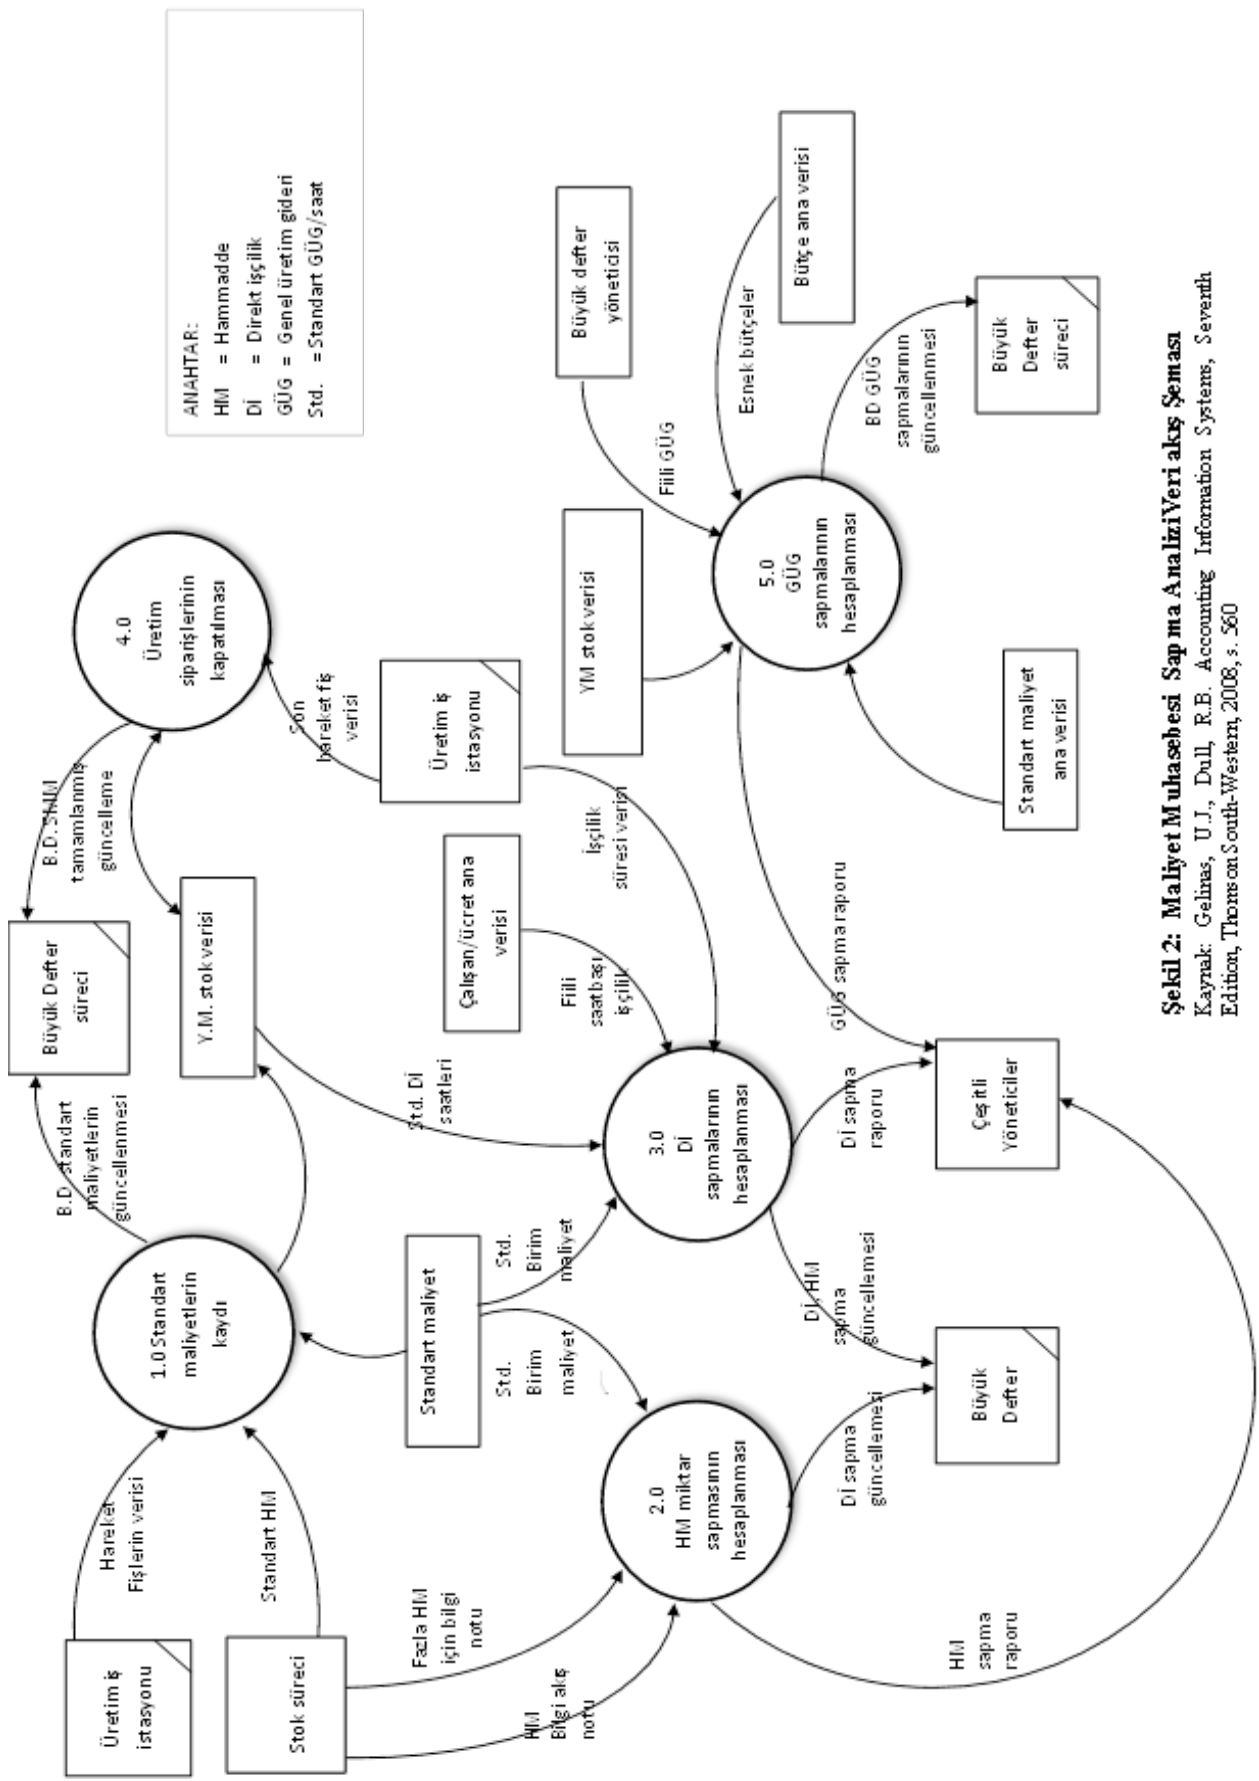 ANAHTAR:
HM = Hammadde
Dİ = Direkt işçilik
GÜG = Genel üretim gideri
Std. = Standart GÜG/saat
Üretim iş
istasyonu
Hareket
Fişlerin verisi
Stok süreci
Standart HM
1.0 Standart
maliyetlerin
kaydı
B.D. standart
maliyetlerin
güncellenmesi
Büyük Defter
süreci
B.D. SMM
tamamlanmış
güncelleme
Y.M. stok verisi
4.0
Üretim
siparişlerinin
kapatılması
Son
hareket fiş
verisi
Üretim iş
istasyonu
Standart maliyet
Std. Dİ
saatleri
Çalışan/ücret ana
verisi
Fazla HM
için bilgi
notu
HM
Bilgi akış
notu
Std.
Birim
maliyet
Std.
Birim
maliyet
Fiili
saatbaşı
işçilik
İşçilik
süresi verisi
2.0
HM miktar
sapmasının
hesaplanması
3.0
Dİ
sapmalarının
hesaplanması
YM stok verisi
Fiili GÜG
Büyük defter
yöneticisi
Esnek bütçeler
Bütçe ana verisi
5.0
GÜG
sapmalarının
hesaplanması
BD GÜG
sapmalarının
güncellenmesi
Büyük
Defter
süreci
Standart maliyet
ana verisi
GÜG sapma raporu
Dİ sapma
raporu
Dİ, HM
sapma
güncellemesi
Dİ sapma
güncellemesi
Büyük
Defter
Çeşitli
Yöneticiler
HM
sapma
raporu
Şekil 2: Maliyet Muhasebesi Sapma Analizi Veri akış Şeması
Kaynak: Gelinas, U.J., Dull, R.B. Accounting Information Systems, Seventh
Edition, Thomson South-Western, 2008, s. 560